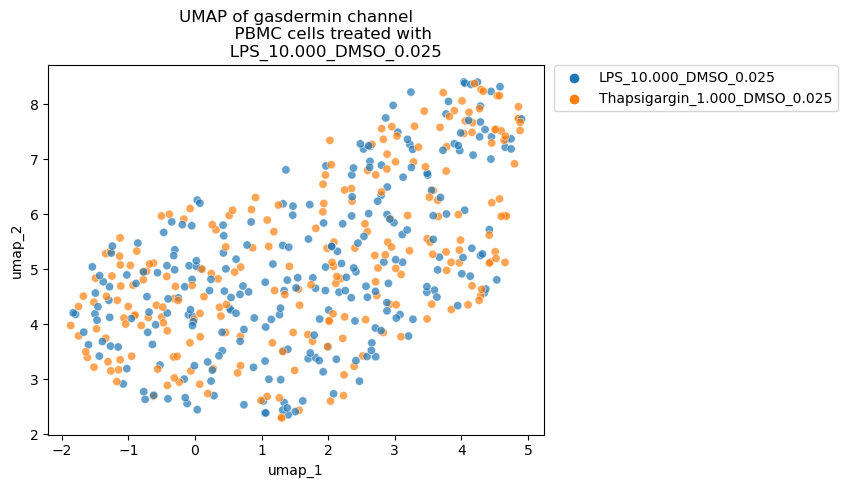 UMAP of gasdermin channel
PBMC cells treated with
LPS_10.000_DMSO_0.025
LPS_10.000_DMSO_0.025
Thapsigargin_1.000_DMSO_0.025
umap_2
8
7
6
5
4
3
2
−2
−1
0
1
2
3
4
5
umap_1